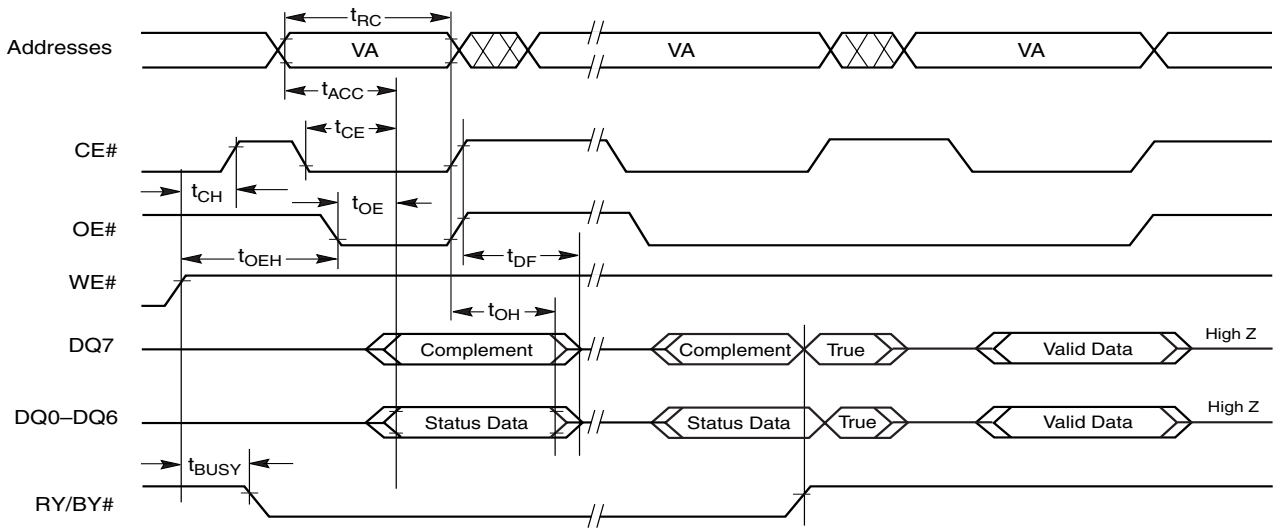 tRC
Addresses VA VA VA
tACC
tCE
CE#
tCH tOE
OE#
tOEH tDF
WE#
tOH
DQ7 Complement Complement True Valid Data High Z
DQ0–DQ6 Status Data Status Data True Valid Data High Z
tBUSY
RY/BY#